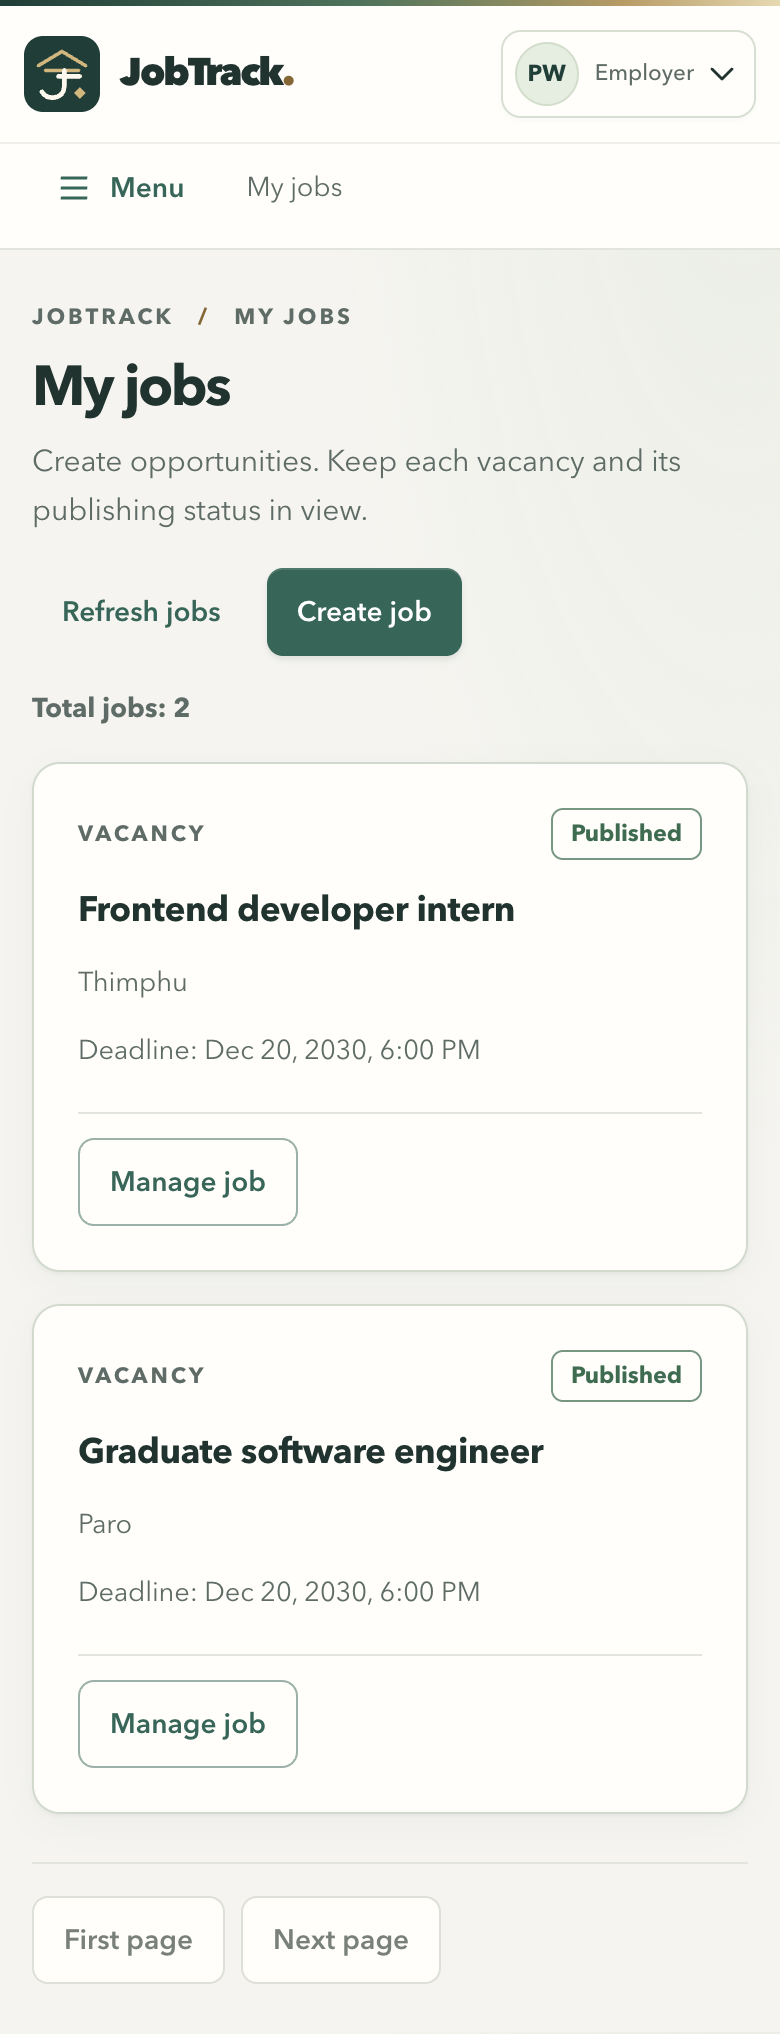 JobTrack.
PW Employer
Menu My jobs
JOBTRACK / MY JOBS
My jobs
Create opportunities. Keep each vacancy and its
publishing status in view.
Refresh jobs Create job
Total jobs: 2
VACANCY Published
Frontend developer intern
Thimphu
Deadline: Dec 20, 2030, 6:00 PM
Manage job
VACANCY Published
Graduate software engineer
Paro
Deadline: Dec 20, 2030, 6:00 PM
Manage job
First page Next page